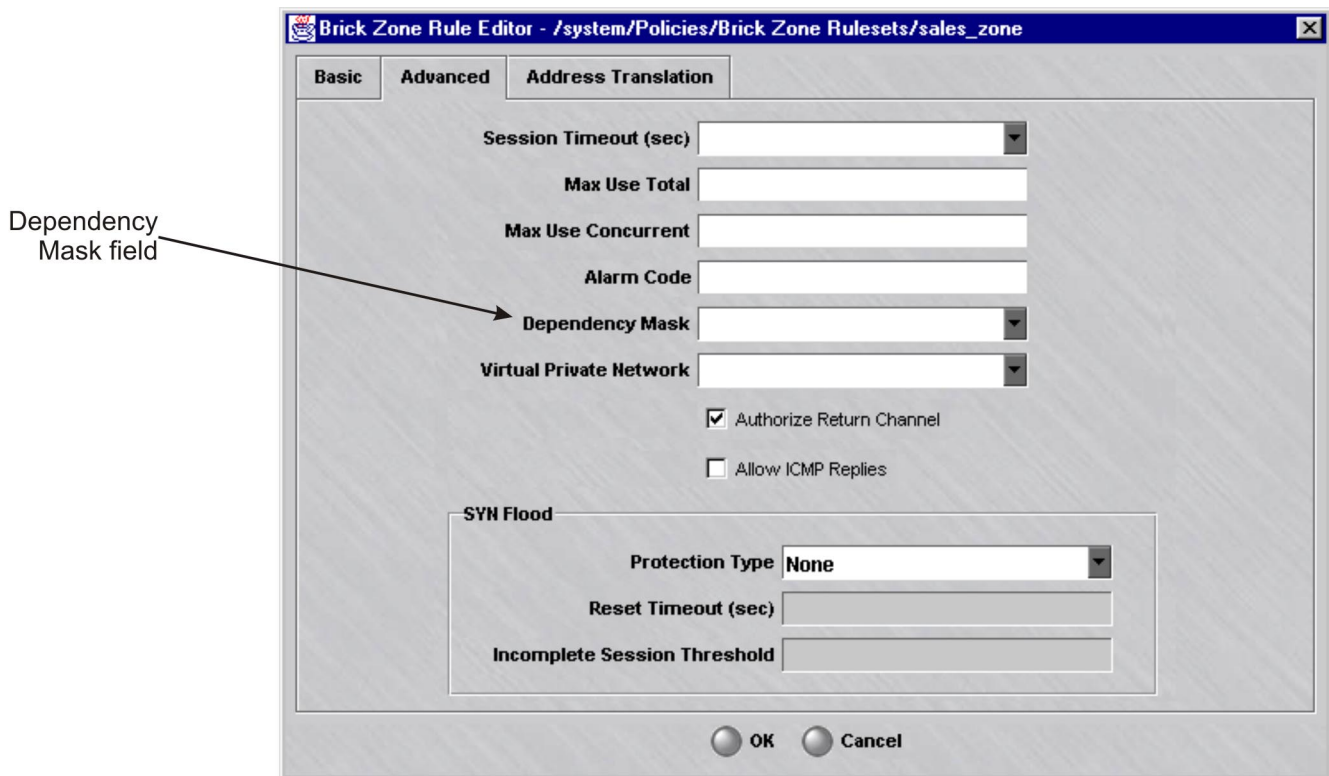 Brick Zone Rule Editor - /system/Policies/Brick Zone Rulesets/sales_zone
Basic
Advanced
Address Translation
Session Timeout (sec)
Max Use Total
Dependency
Mask field
Max Use Concurrent
Alarm Code
Dependency Mask
Virtual Private Network
Authorize Return Channel
Allow ICMP Replies
SYN Flood
Protection Type None
Reset Timeout (sec)
Incomplete Session Threshold
OK Cancel